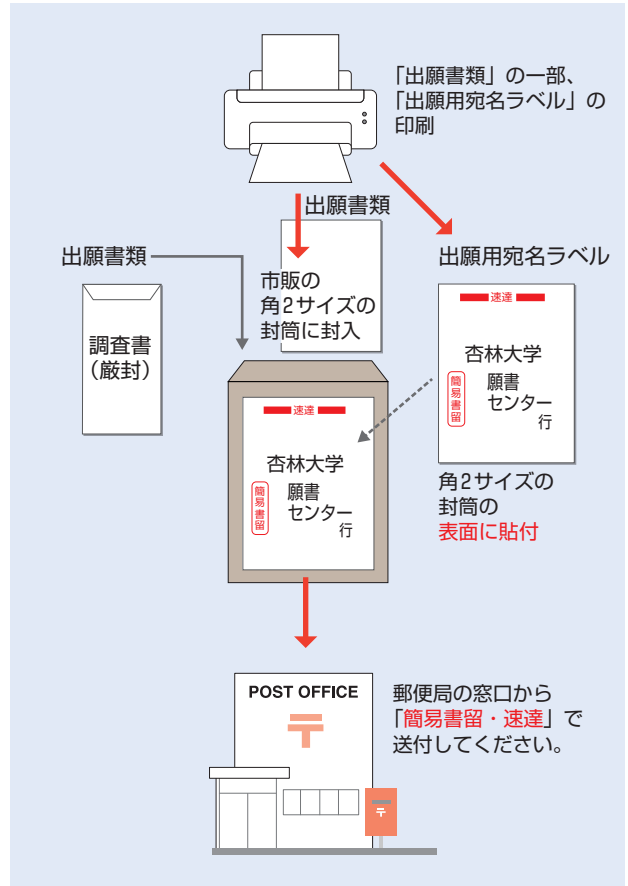 「出願書類」の一部、
「出願用宛名ラベル」の
印刷
出願書類
出願書類
出願用宛名ラベル
市販の
角2サイズの
封筒に封入
調査書
（厳封）
速達
杏林大学
簡易書留
願書
センター
行
速達
杏林大学
簡易書留
願書
センター
行
角2サイズの
封筒の
表面に貼付
POST OFFICE
〒
〒
郵便局の窓口から
「簡易書留・速達」で
送付してください。